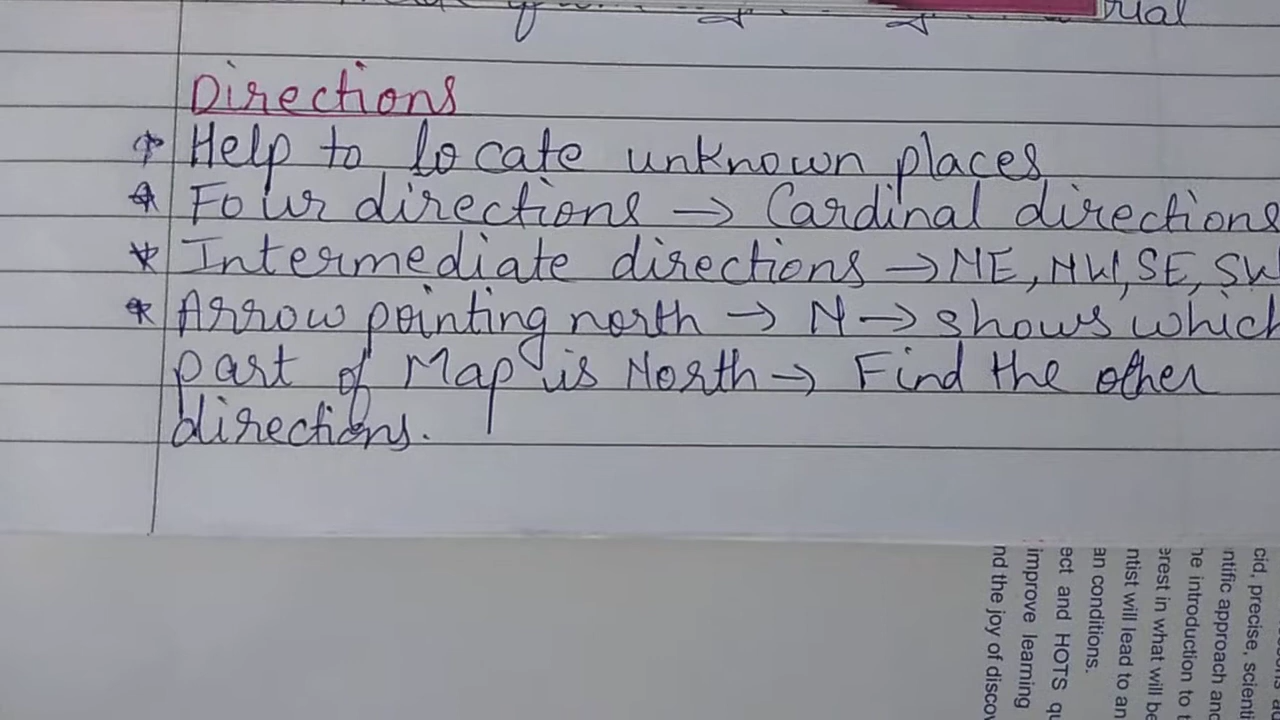 Directions
* Help to locate unknown places
* Four directions → Cardinal directions
* Intermediate directions → NE, NW, SE, SW
* Arrow pointing north → N → shows which
part of Map is North → Find the other
directions.
cid, precise, scienti
ntific approach and
he introduction to t
erest in what will be
ntist will lead to an
an conditions.
ect and HOTS qu
improve learning
nd the joy of discov